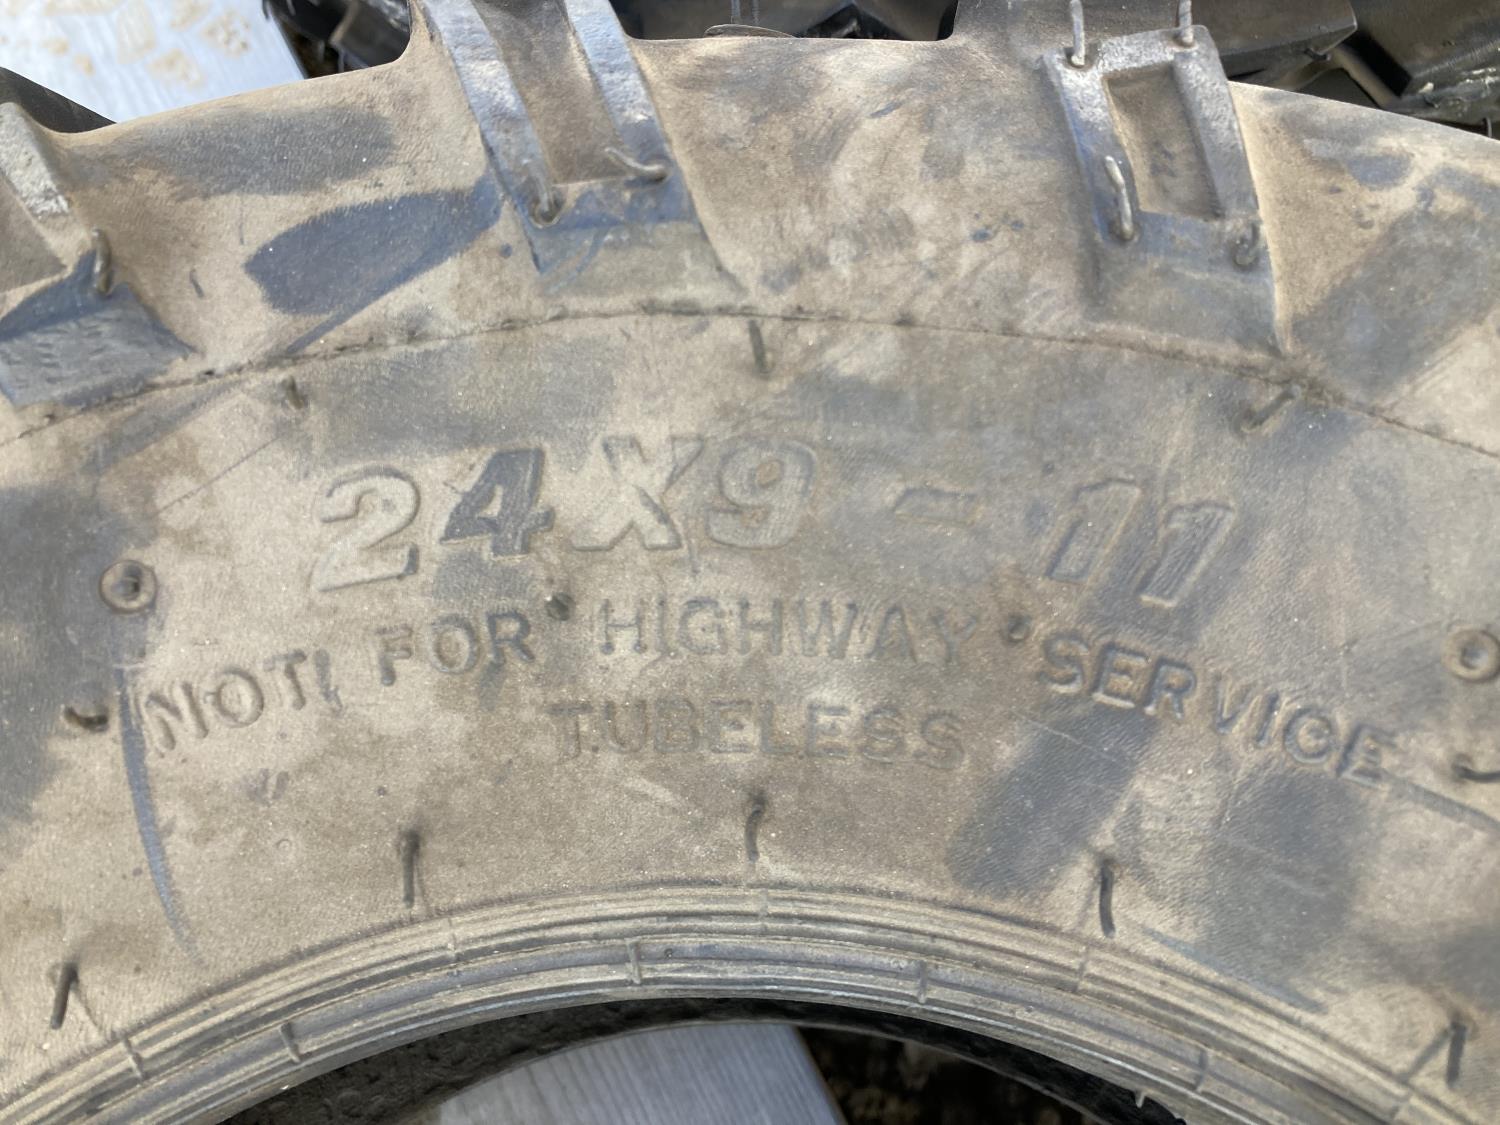 24X9-11
NOT FOR HIGHWAY SERVICE
TUBELESS